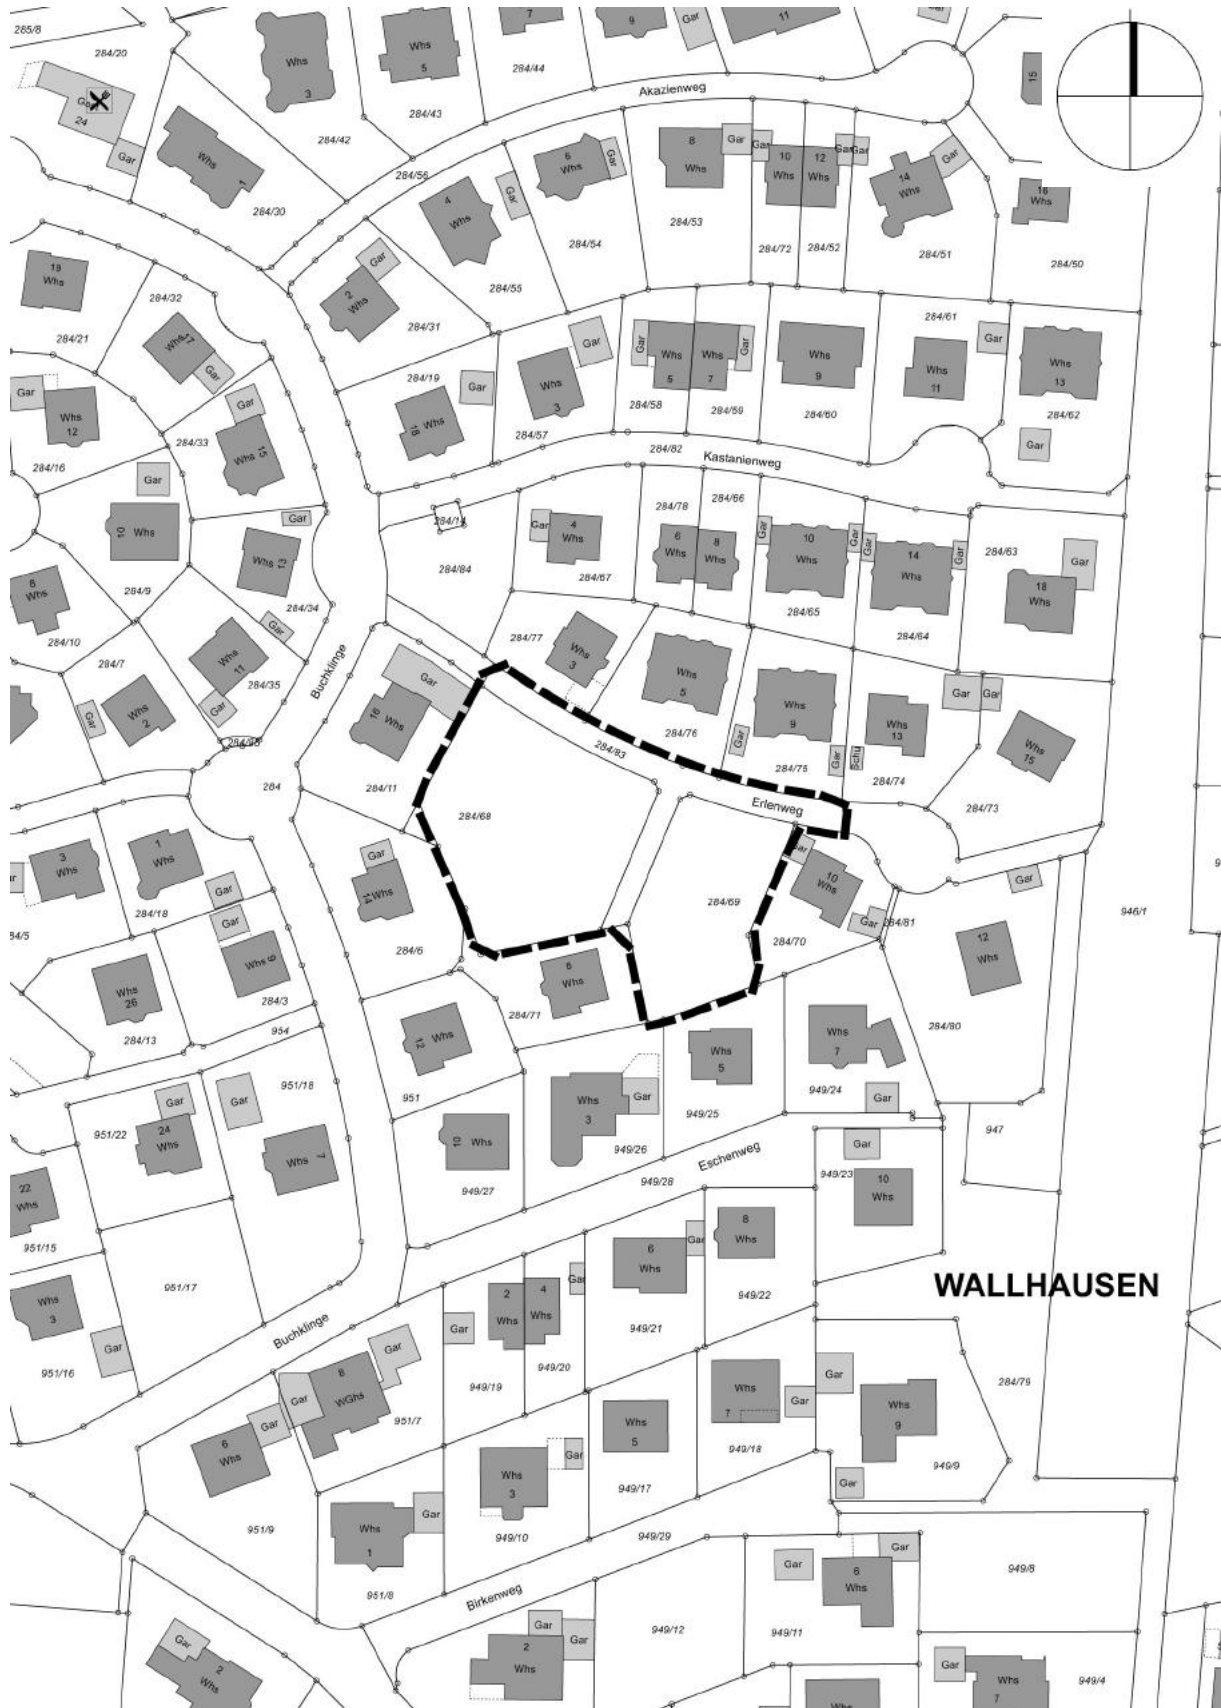 285/8
284/20
Whs
3
Whs
5
284/44
7
9
Gar
11
Gar
15
Akazienweg
24
Gar
Whs
1
284/42
284/43
284/56
284/30
4
Whs
6
Whs
Gar
Gar
8
Whs
Gar
Gar
10
Whs
12
Whs
Gar
Gar
14
Whs
Gar
16
Whs
284/54
284/53
284/72
284/52
284/51
284/50
19
Whs
284/32
284/21
Whs
17
Gar
2
Whs
Gar
284/31
284/55
284/61
Gar
Whs
12
284/16
284/33
Gar
Whs
15
284/19
Gar
18
Whs
Whs
3
Gar
284/57
Gar
Whs
5
Whs
7
Gar
284/58
284/59
Whs
9
284/60
Whs
11
Gar
Whs
13
284/62
Gar
284/82
Kastanienweg
Gar
10
Whs
284/9
Gar
Whs
13
284/34
284/14
284/84
Gar
4
Whs
284/67
284/78
284/66
6
Whs
8
Whs
Gar
10
Whs
Gar
Gar
284/65
14
Whs
Gar
284/64
284/63
Gar
18
Whs
8
Whs
284/10
284/7
Whs
11
Gar
Gar
284/35
Whs
2
Gar
Buchklinge
284/77
Whs
3
Whs
5
284/76
Whs
9
Gar
Gar
284/75
Schu
Whs
13
284/74
Gar
Gar
Whs
15
284/73
Gar
16
Whs
284/11
284
284/83
284/68
Erlenweg
284/69
Gar
10
Whs
Gar
284/81
284/70
Gar
12
Whs
284/80
946/1
3
Whs
1
Whs
284/18
Gar
Gar
Whs
9
284/3
Whs
26
284/13
954
Gar
14
Whs
284/6
8
Whs
284/71
12
Whs
951
Whs
5
949/25
Whs
7
949/24
Gar
947
Whs
3
Gar
949/26
951/18
Gar
Gar
24
Whs
951/22
Whs
7
10
Whs
949/27
Eschenweg
949/28
949/23
Gar
10
Whs
22
Whs
951/15
951/17
Whs
3
Gar
951/16
6
Whs
Gar
8
Whs
949/22
949/21
WALLHAUSEN
Buchklinge
Gar
2
Whs
4
Whs
Gar
949/19
949/20
8
WGhs
Gar
Gar
Gar
6
Whs
951/7
Whs
5
949/17
Whs
7
Gar
949/18
Gar
Whs
9
Gar
949/9
284/79
951/9
Gar
Whs
1
951/8
Whs
3
Gar
949/10
949/29
Birkenweg
Gar
Gar
6
Whs
949/8
Gar
2
Whs
Gar
Gar
2
Whs
949/12
949/11
Gar
Whs
7
949/4
Whs